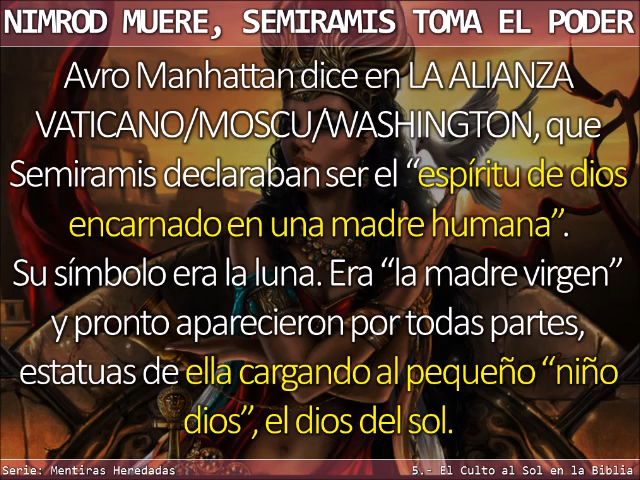 NIMROD MUERE, SEMIRAMIS TOMA EL PODER
Avro Manhattan dice en LA ALIANZA
VATICANO/MOSCU/WASHINGTON, que
Semiramis declaraban ser el “espíritu de dios
encarnado en una madre humana”.
Su símbolo era la luna. Era “la madre virgen”
y pronto aparecieron por todas partes,
estatuas de ella cargando al pequeño “niño
dios”, el dios del sol.
Serie: Mentiras Heredadas
5.- El Culto al Sol en la Biblia